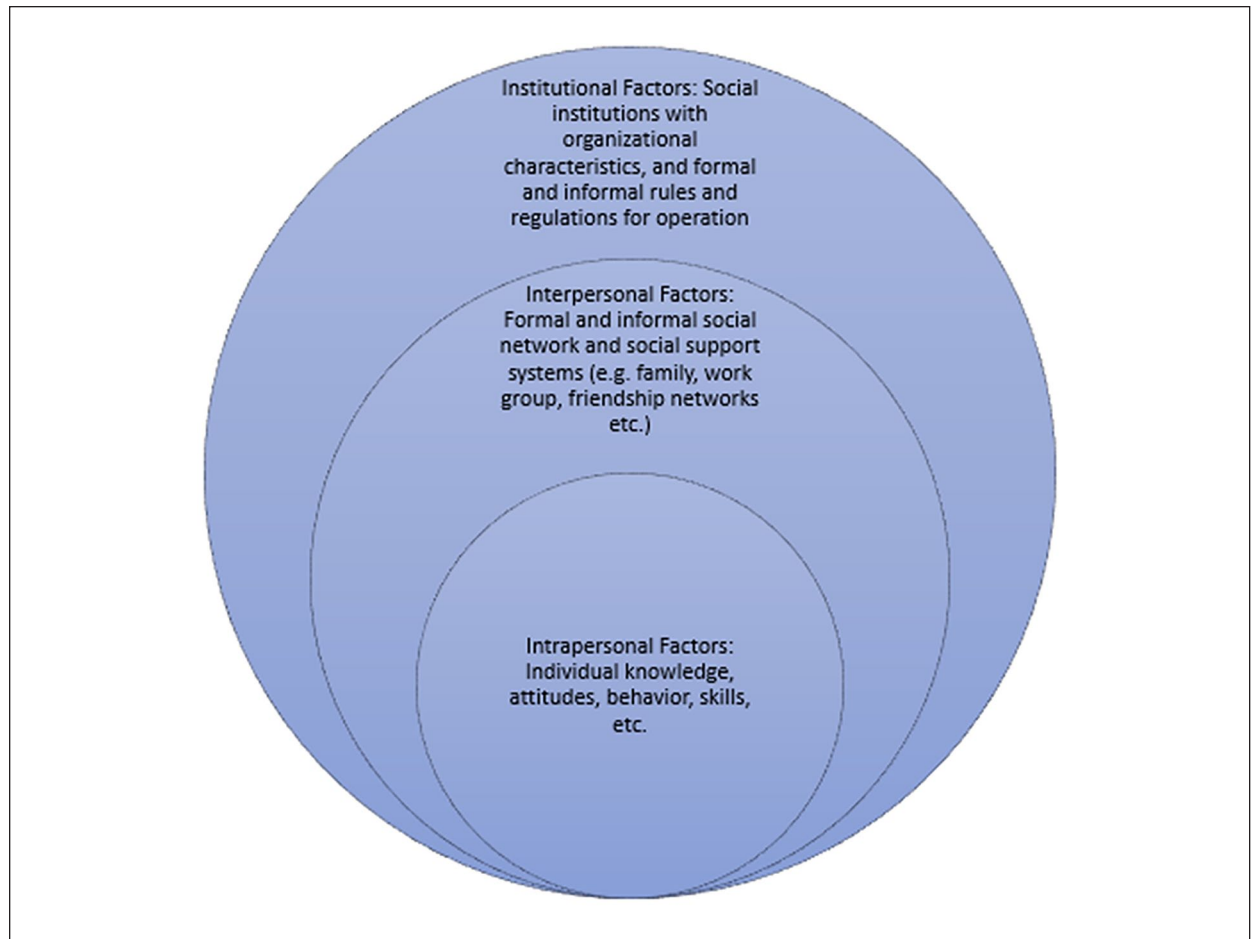 Institutional Factors: Social
institutions with
organizational
characteristics, and formal
and informal rules and
regulations for operation
Interpersonal Factors:
Formal and informal social
network and social support
systems (e.g. family, work
group, friendship networks
etc.)
Intrapersonal Factors:
Individual knowledge,
attitudes, behavior, skills,
etc.